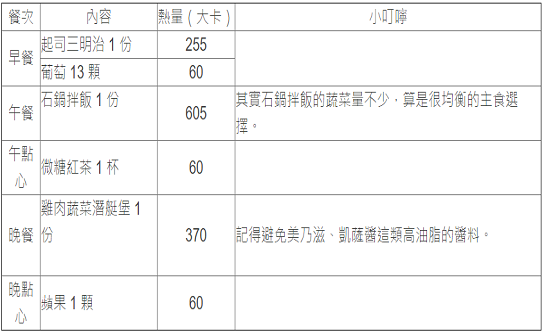 餐次 內容 熱量（大卡） 小叮嚀
早餐 起司三明治 1 份 255
葡萄 13 顆 60
午餐 石鍋拌飯 1 份 605 其實石鍋拌飯的蔬菜量不少，算是很均衡的主食選
擇。
午點
心 微糖紅茶 1 杯 60
晚餐 雞肉蔬菜潛艇堡 1
份 370 記得避免美乃滋、凱薩醬這類高油脂的醬料。
晚點
心 蘋果 1 顆 60